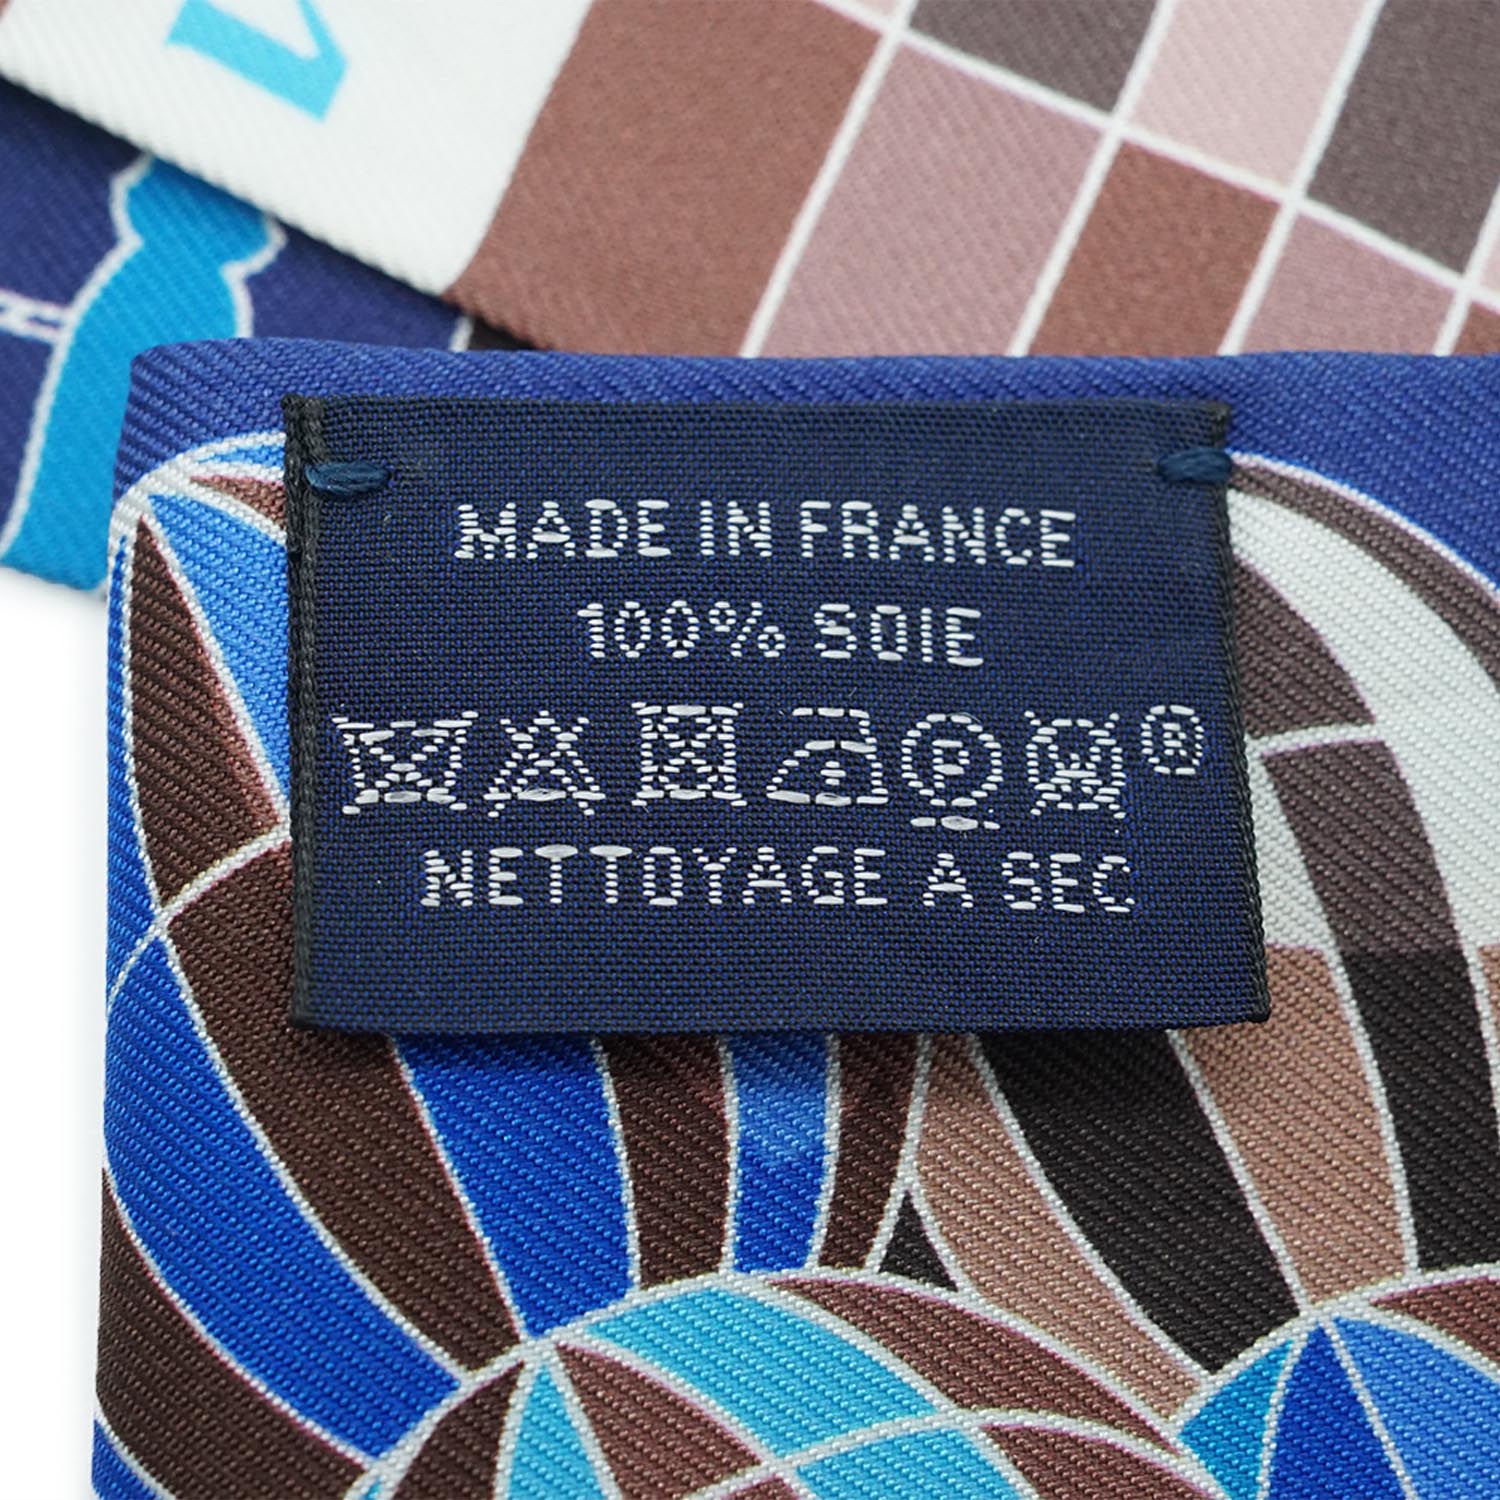 MADE IN FRANCE
100% SOIE
P W ®
NETTOYAGE A SEC